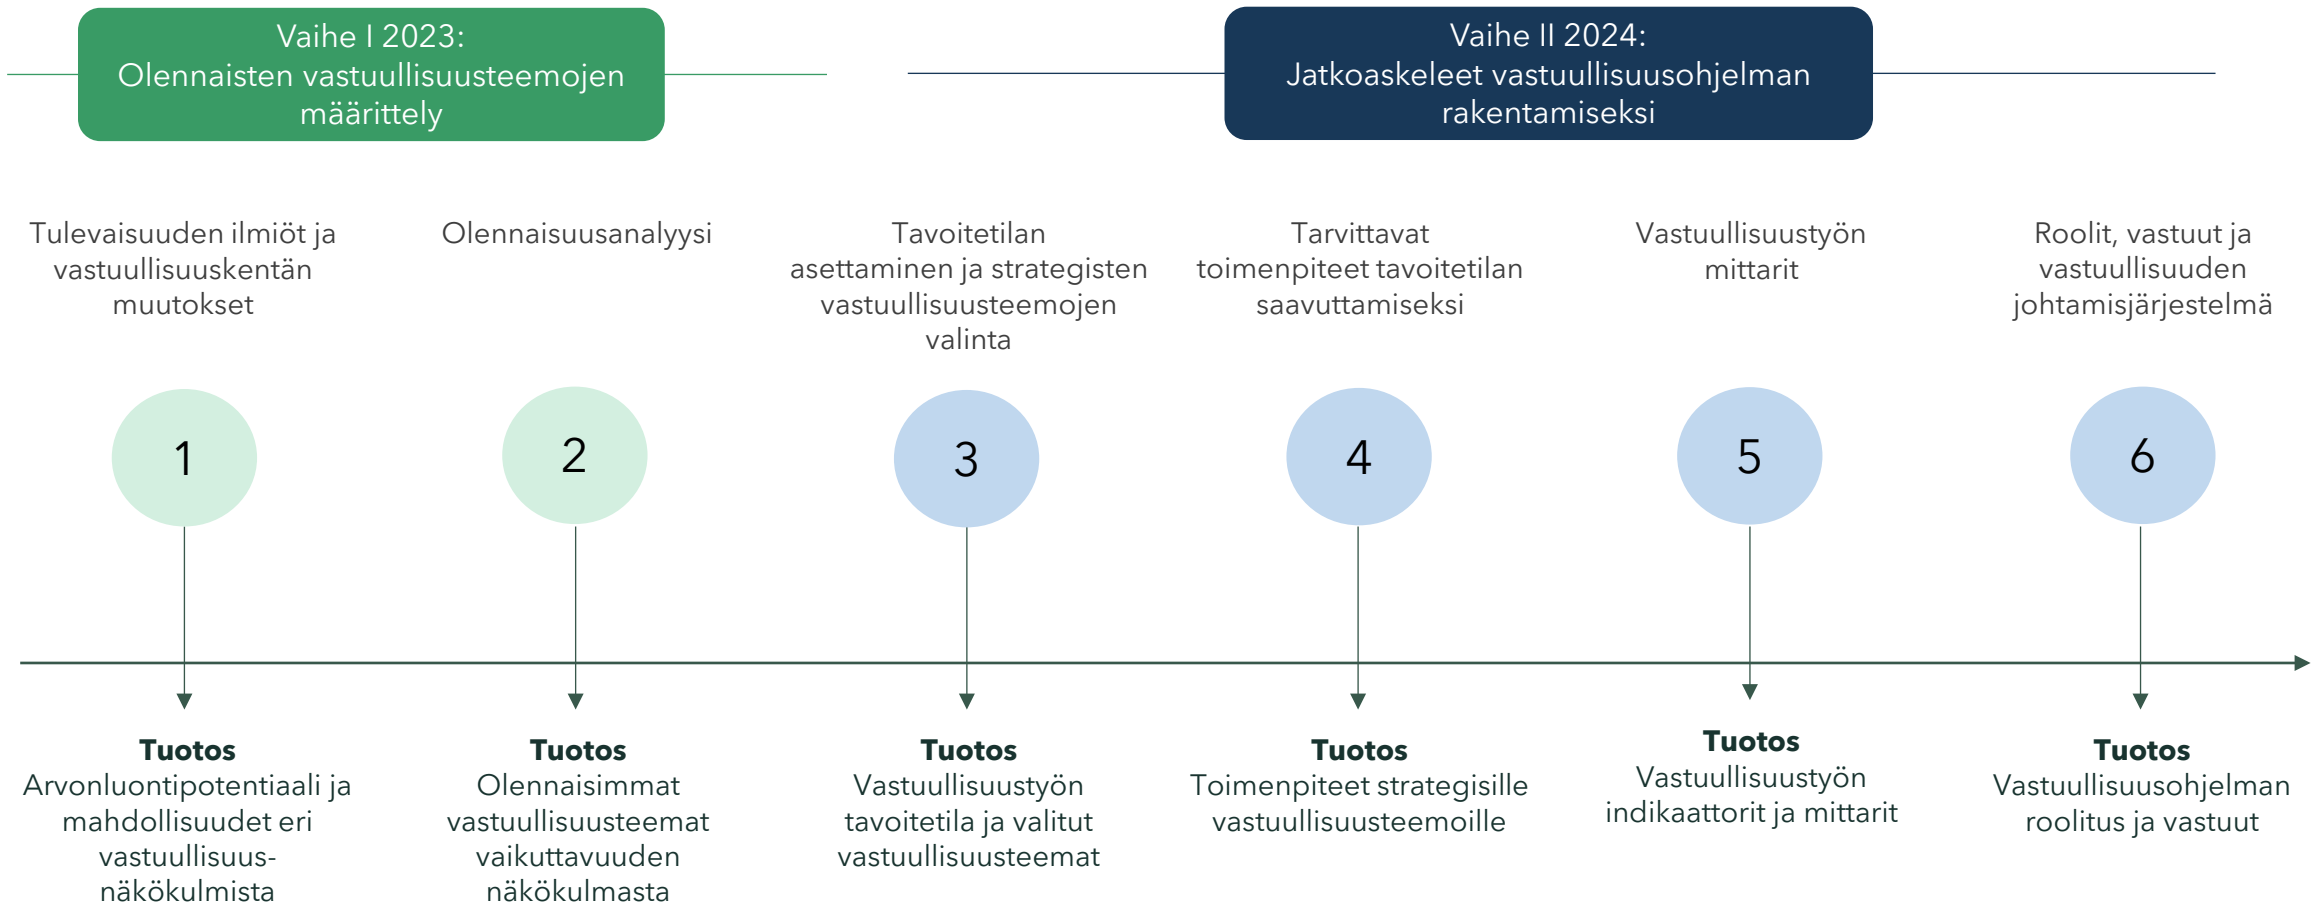 Vaihe I 2023:
Olennaisten vastuullisuusteemojen
määrittely
Vaihe II 2024:
Jatkoaskeleet vastuullisuusohjelman
rakentamiseksi
Tulevaisuuden ilmiöt ja
vastuullisuuskentän
muutokset
Olennaisuusanalyysi
Tavoitetilan
asettaminen ja strategisten
vastuullisuusteemojen
valinta
Tarvittavat
toimenpiteet tavoitetilan
saavuttamiseksi
Vastuullisuustyön
mittarit
Roolit, vastuut ja
vastuullisuuden
johtamisjärjestelmä
1
2
3
4
5
6
Tuotos
Arvonluontipotentiaali ja
mahdollisuudet eri
vastuullisuus-
näkökulmista
Tuotos
Olennaisimmat
vastuullisuusteemat
vaikuttavuuden
näkökulmasta
Tuotos
Vastuullisuustyön
tavoitetila ja valitut
vastuullisuusteemat
Tuotos
Toimenpiteet strategisille
vastuullisuusteemoille
Tuotos
Vastuullisuustyön
indikaattorit ja mittarit
Tuotos
Vastuullisuusohjelman
roolitus ja vastuut